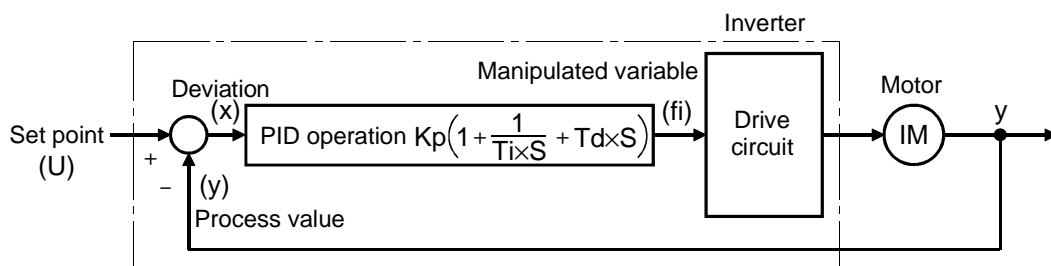 Inverter
Deviation
Manipulated variable
Motor
(x)
(fi)
y
Set point
(U)
+
−
PID operation Kp(1+ 1/Ti×S + Td×S)
Drive
circuit
IM
(y)
Process value